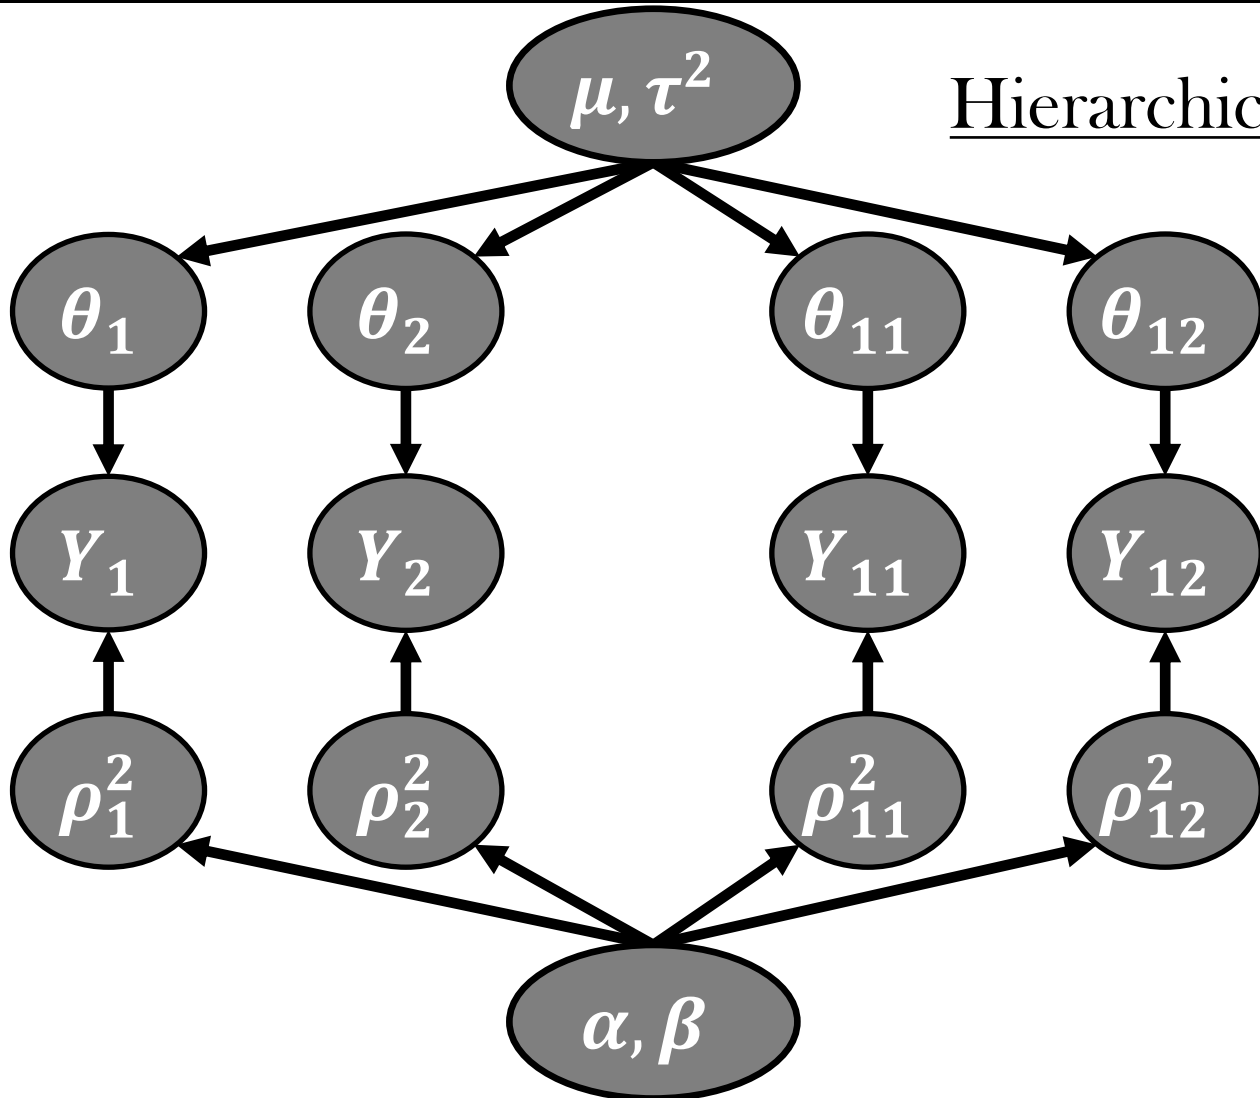 μ, τ²
Hierarchic
θ₁ θ₂ θ₁₁ θ₁₂
Y₁ Y₂ Y₁₁ Y₁₂
ρ₁² ρ₂² ρ₁₁² ρ₁₂²
α, β